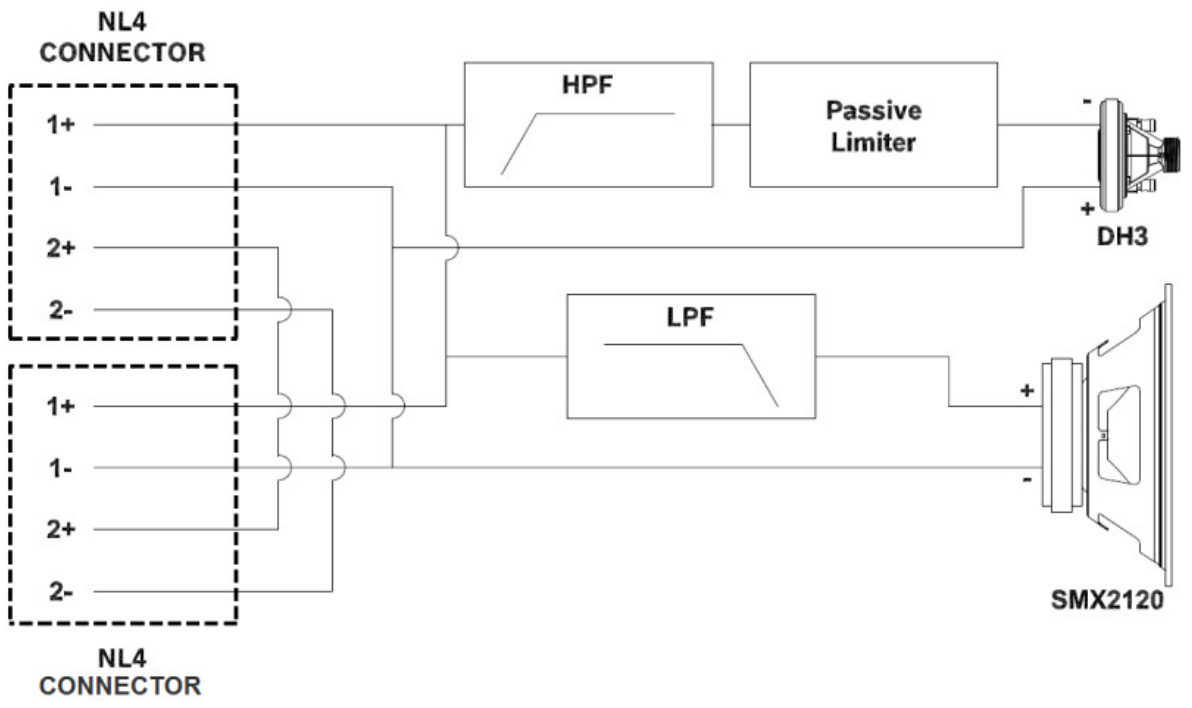 NL4
CONNECTOR
1+
1-
2+
2-
HPF
Passive
Limiter
-
+
DH3
LPF
1+
1-
2+
2-
+
-
SMX2120
NL4
CONNECTOR